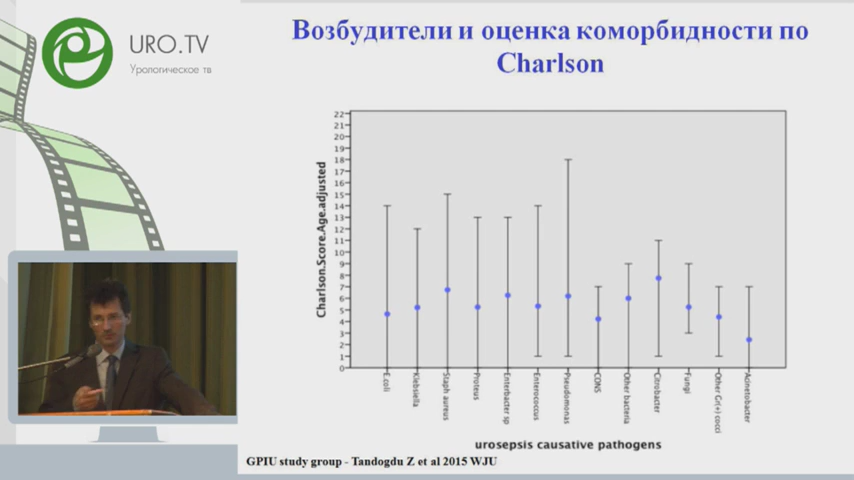 URO.TV
Урологическое тв
Возбудители и оценка коморбидности по
Charlson
Charlson.Score.Age.adjusted
22
21
20
19
18
17
16
15
14
13
12
11
10
9
8
7
6
5
4
3
2
1
0
E.coli
Klebsiella
Staph aureus
Proteus
Enterbacter sp
Enterococcus
Pseudomonas
CONS
Other bacteria
Citrobacter
Fungi
Other Gr(+) cocci
Acinetobacter
urosepsis causative pathogens
GPIU study group - Tandogdu Z et al 2015 WJU